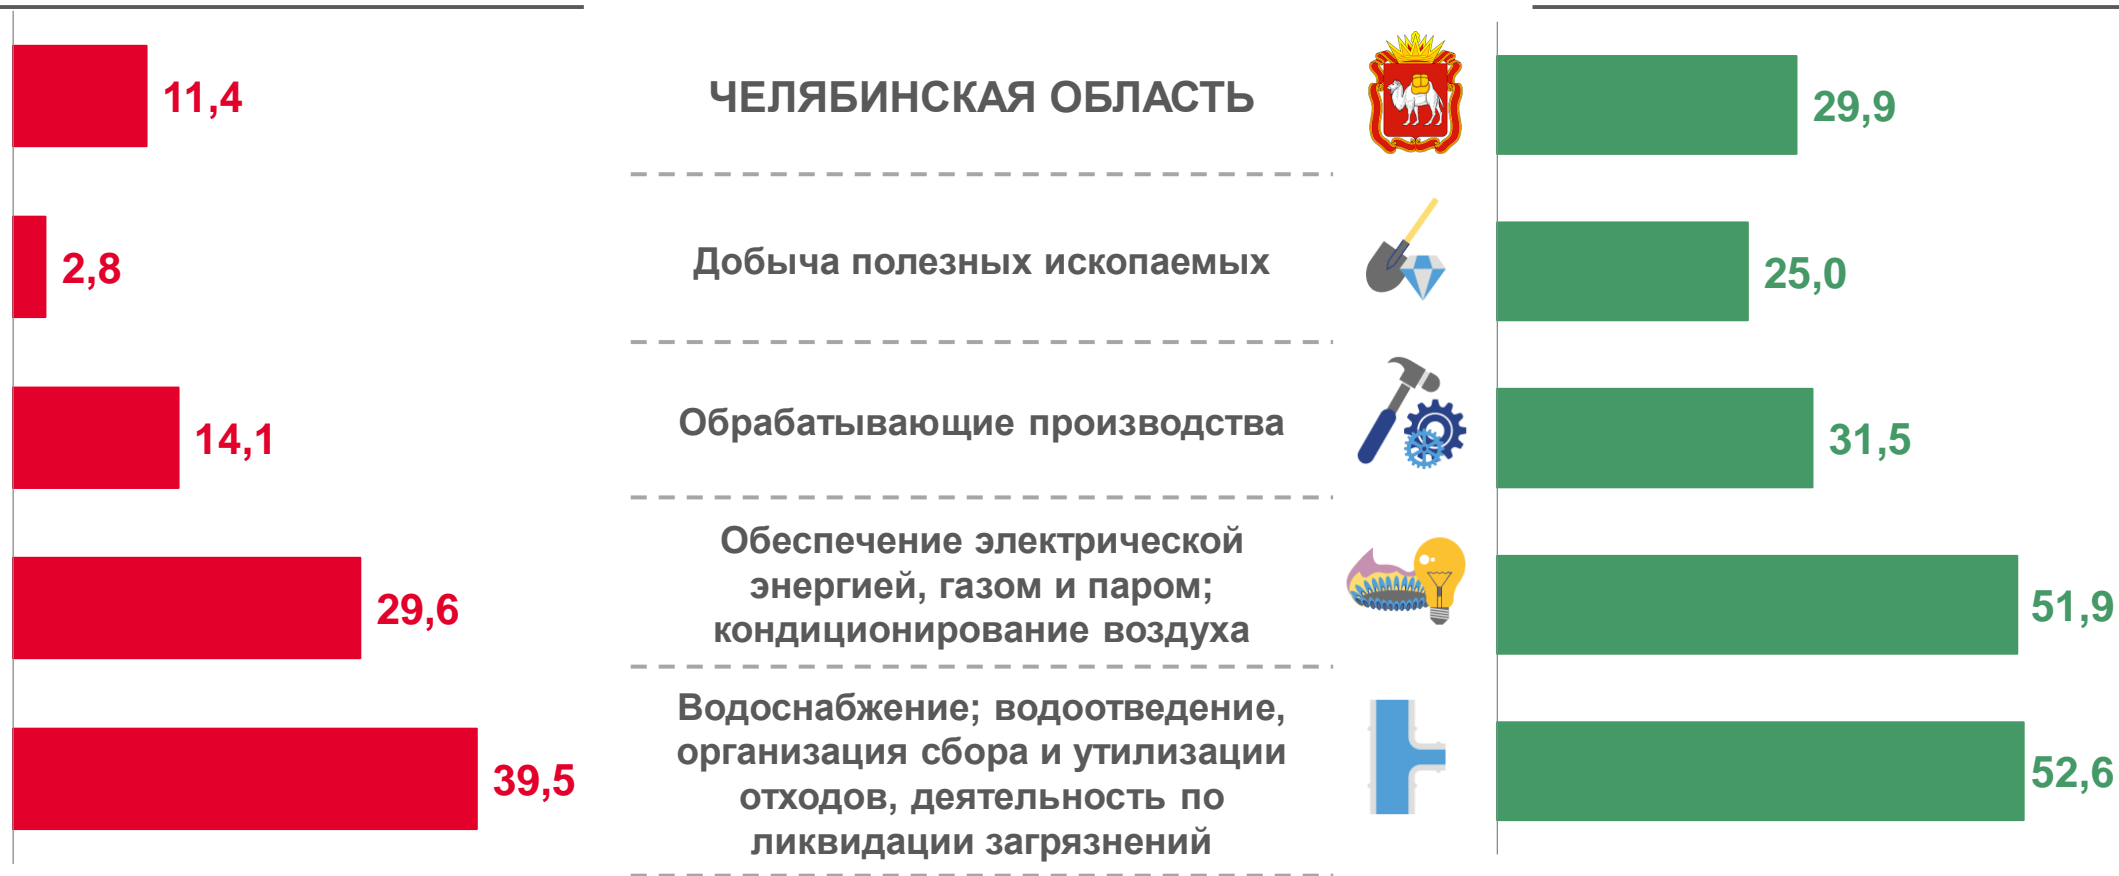 11,4
ЧЕЛЯБИНСКАЯ ОБЛАСТЬ
29,9
2,8
Добыча полезных ископаемых
25,0
14,1
Обрабатывающие производства
31,5
29,6
Обеспечение электрической
энергией, газом и паром;
кондиционирование воздуха
51,9
39,5
Водоснабжение; водоотведение,
организация сбора и утилизации
отходов, деятельность по
ликвидации загрязнений
52,6